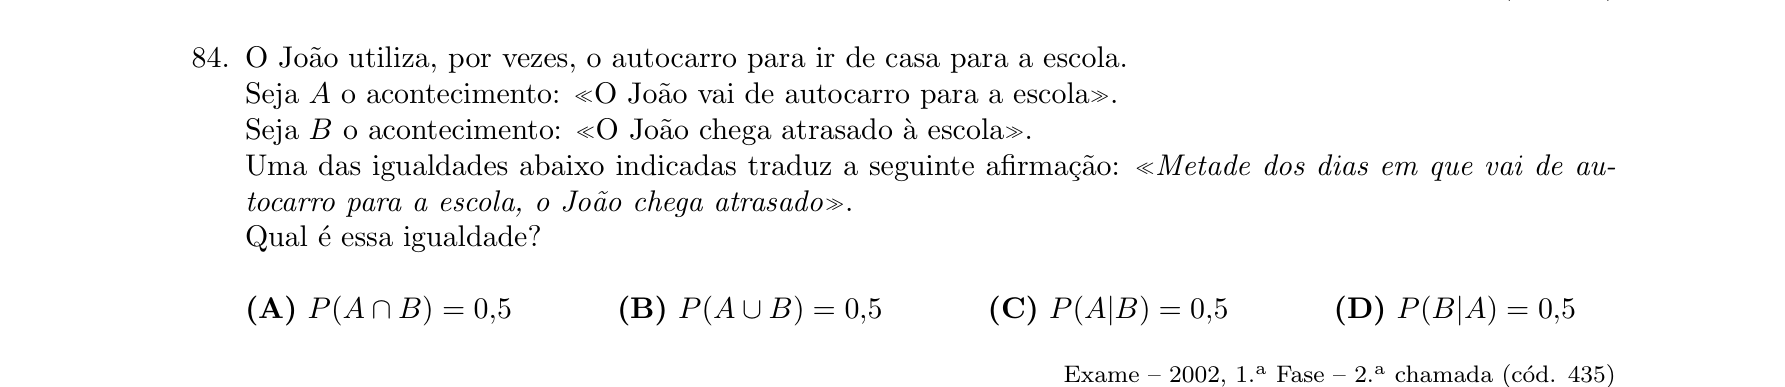 84. O João utiliza, por vezes, o autocarro para ir de casa para a escola.
Seja A o acontecimento: «O João vai de autocarro para a escola».
Seja B o acontecimento: «O João chega atrasado à escola».
Uma das igualdades abaixo indicadas traduz a seguinte afirmação: «Metade dos dias em que vai de au-
tocarro para a escola, o João chega atrasado».
Qual é essa igualdade?
(A) P(A ∩ B) = 0,5 (B) P(A ∪ B) = 0,5 (C) P(A|B) = 0,5 (D) P(B|A) = 0,5
Exame – 2002, 1.ª Fase – 2.ª chamada (cód. 435)